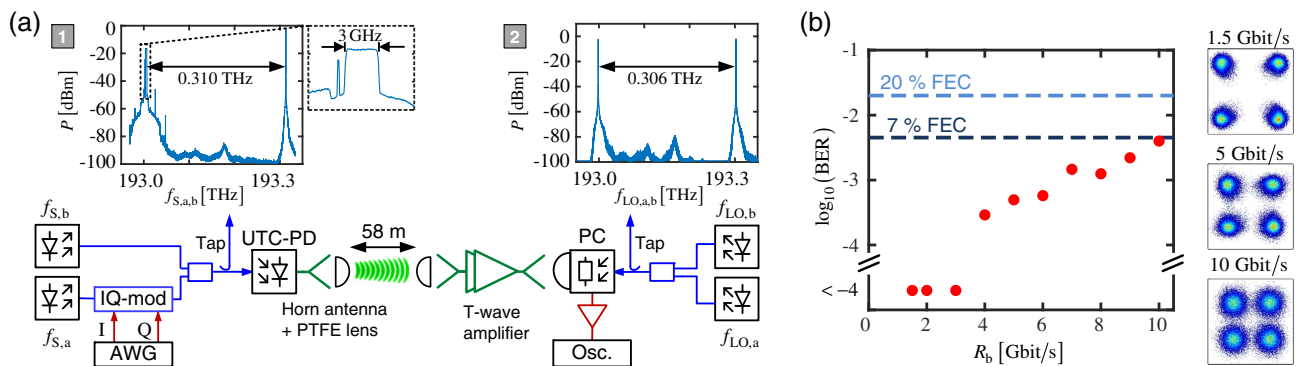 (a)
1
0
-20
-40
-60
-80
-100
P [dBm]
0.310 THz
3 GHz
193.0
193.3
f_S,a,b [THz]
2
0
-20
-40
-60
-80
-100
P [dBm]
0.306 THz
193.0
193.3
f_LO,a,b [THz]
f_S,b
f_S,a
IQ-mod
I
Q
AWG
Tap
UTC-PD
58 m
Horn antenna
+ PTFE lens
T-wave
amplifier
PC
Tap
Osc.
f_LO,b
f_LO,a
(b)
-1
-2
-3
-4
< -4
log10(BER)
20 % FEC
7 % FEC
0
2
4
6
8
10
R_b [Gbit/s]
1.5 Gbit/s
5 Gbit/s
10 Gbit/s